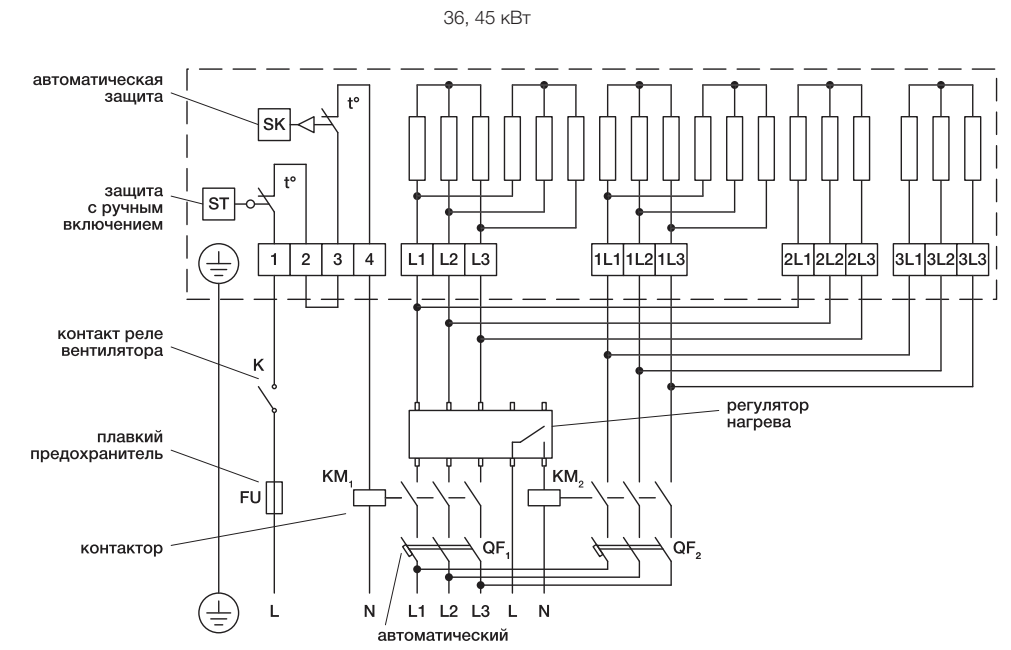 36, 45 кВт
автоматическая
защита
SK
t°
защита
с ручным
включением
ST
t°
1 2 3 4 L1 L2 L3 1L1 1L2 1L3 2L1 2L2 2L3 3L1 3L2 3L3
контакт реле
вентилятора
K
регулятор
нагрева
плавкий
предохранитель
FU
KM1
KM2
контактор
QF1
QF2
L N L1 L2 L3 L N
автоматический